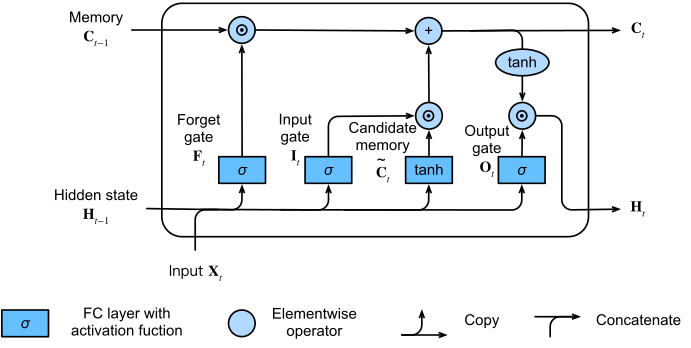 Memory
C_{t−1}
C_t
+
tanh
Forget
gate
F_t
Input
gate
I_t
Candidate
memory
C̃_t
Output
gate
O_t
σ
σ
tanh
σ
Hidden state
H_{t−1}
H_t
Input X_t
σ
FC layer with
activation fuction
Elementwise
operator
Copy
Concatenate